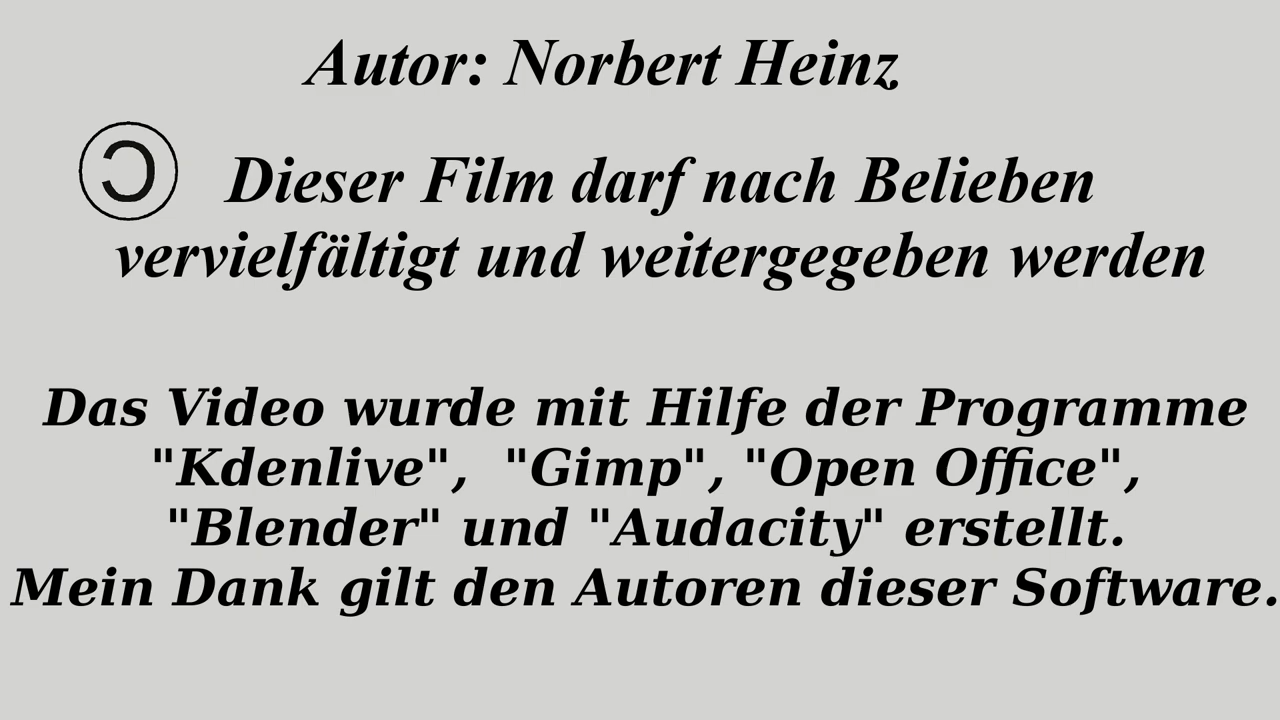 Autor: Norbert Heinz
Ɔ Dieser Film darf nach Belieben
vervielfältigt und weitergegeben werden
Das Video wurde mit Hilfe der Programme
"Kdenlive", "Gimp", "Open Office",
"Blender" und "Audacity" erstellt.
Mein Dank gilt den Autoren dieser Software.